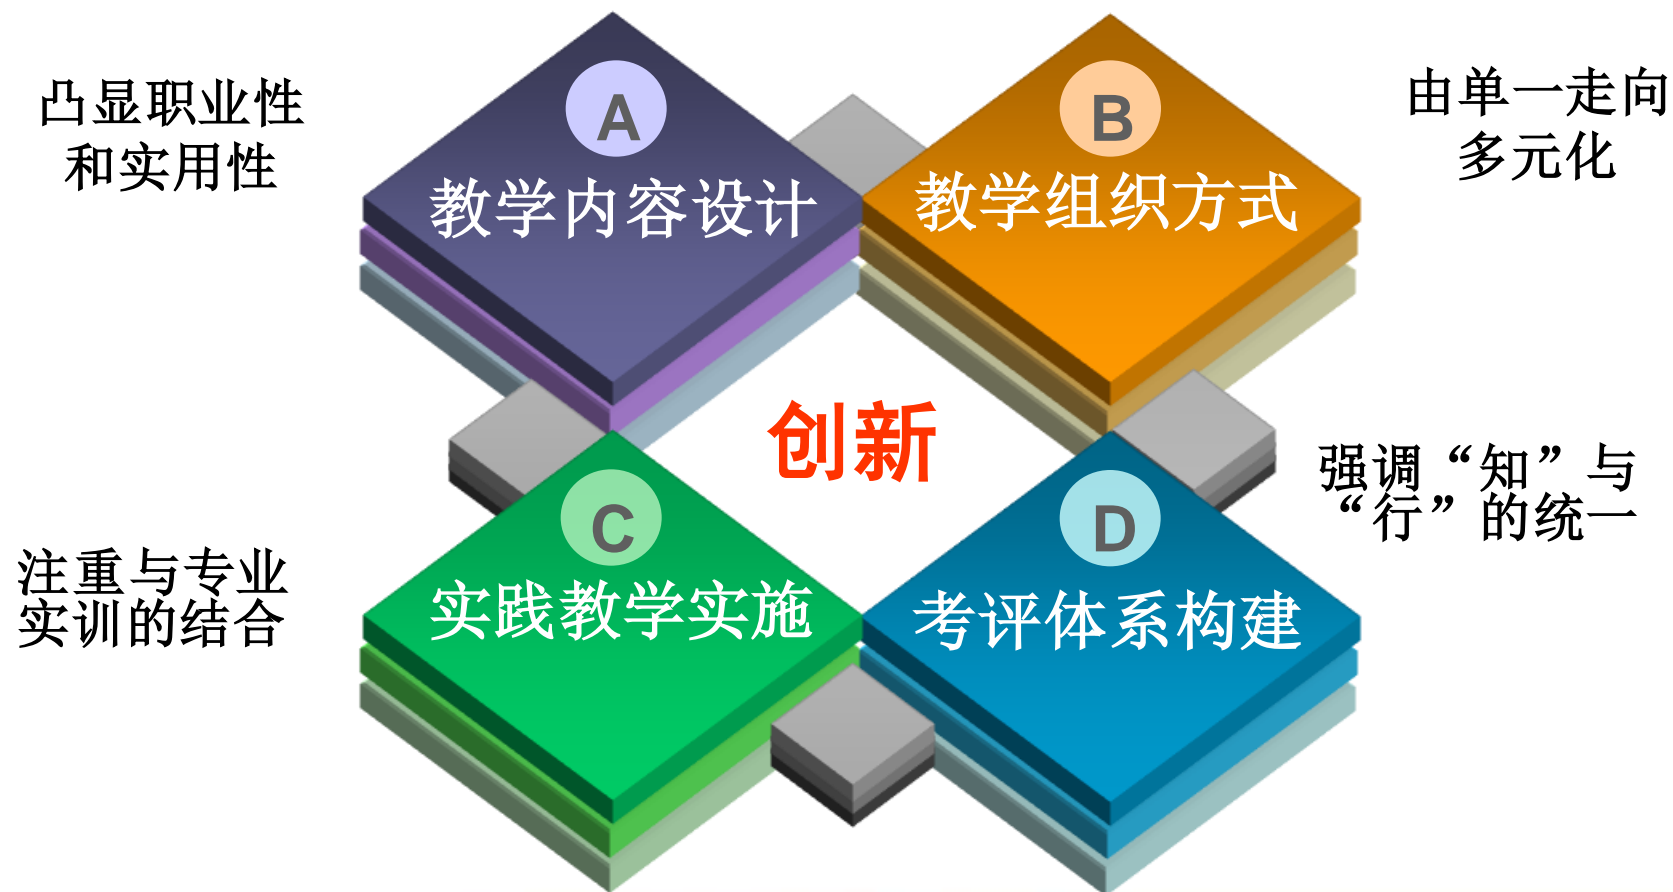 凸显职业性
和实用性
A
教学内容设计
B
教学组织方式
由单一走向
多元化
创新
强调“知”与
“行”的统一
注重与专业
实训的结合
C
实践教学实施
D
考评体系构建